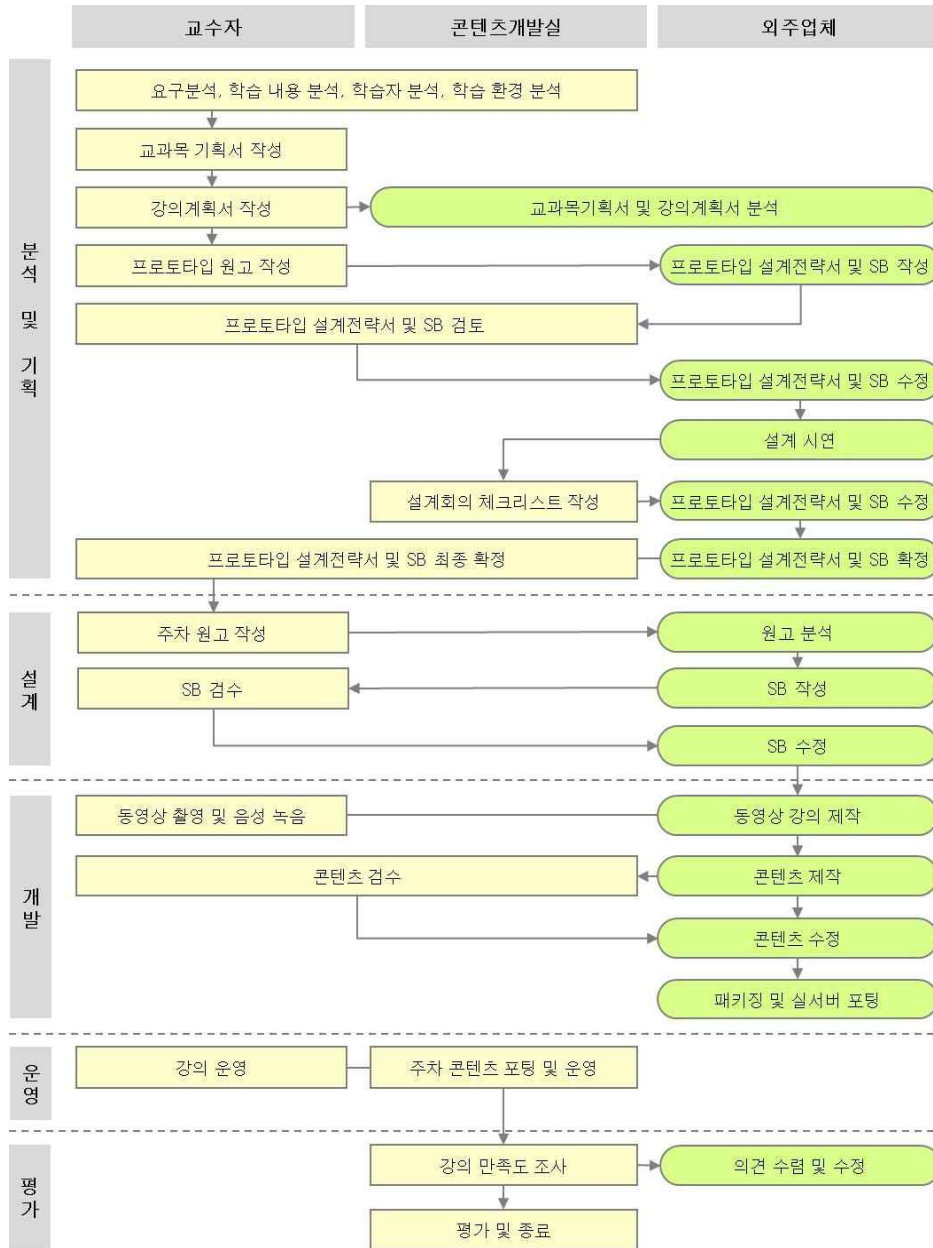 교수자
콘텐츠개발실
외주업체
분석 및 기획
요구분석, 학습 내용 분석, 학습자 분석, 학습 환경 분석
교과목 기획서 작성
강의계획서 작성
교과목기획서 및 강의계획서 분석
프로토타입 원고 작성
프로토타입 설계전략서 및 SB 작성
프로토타입 설계전략서 및 SB 검토
프로토타입 설계전략서 및 SB 수정
설계 시연
설계회의 체크리스트 작성
프로토타입 설계전략서 및 SB 수정
프로토타입 설계전략서 및 SB 최종 확정
프로토타입 설계전략서 및 SB 확정
설계
주차 원고 작성
원고 분석
SB 검수
SB 작성
SB 수정
개발
동영상 촬영 및 음성 녹음
동영상 강의 제작
콘텐츠 검수
콘텐츠 제작
콘텐츠 수정
패키징 및 실서버 포팅
운영
강의 운영
주차 콘텐츠 포팅 및 운영
평가
강의 만족도 조사
의견 수렴 및 수정
평가 및 종료